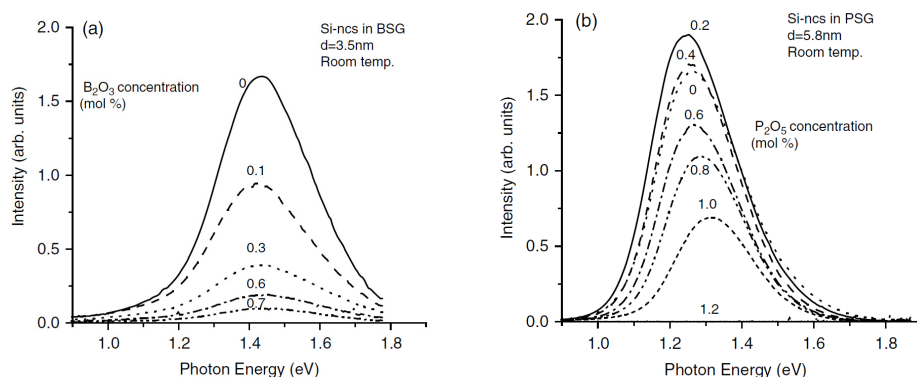 (a)
Si-ncs in BSG
d=3.5nm
Room temp.
B₂O₃ concentration
(mol %)
0
0.1
0.3
0.6
0.7
2.0
1.5
1.0
0.5
0.0
Intensity (arb. units)
1.0
1.2
1.4
1.6
1.8
Photon Energy (eV)
(b)
Si-ncs in PSG
d=5.8nm
Room temp.
P₂O₅ concentration
(mol %)
0.2
0.4
0
0.6
0.8
1.0
1.2
2.0
1.5
1.0
0.5
0.0
Intensity (arb. units)
1.0
1.2
1.4
1.6
1.8
Photon Energy (eV)